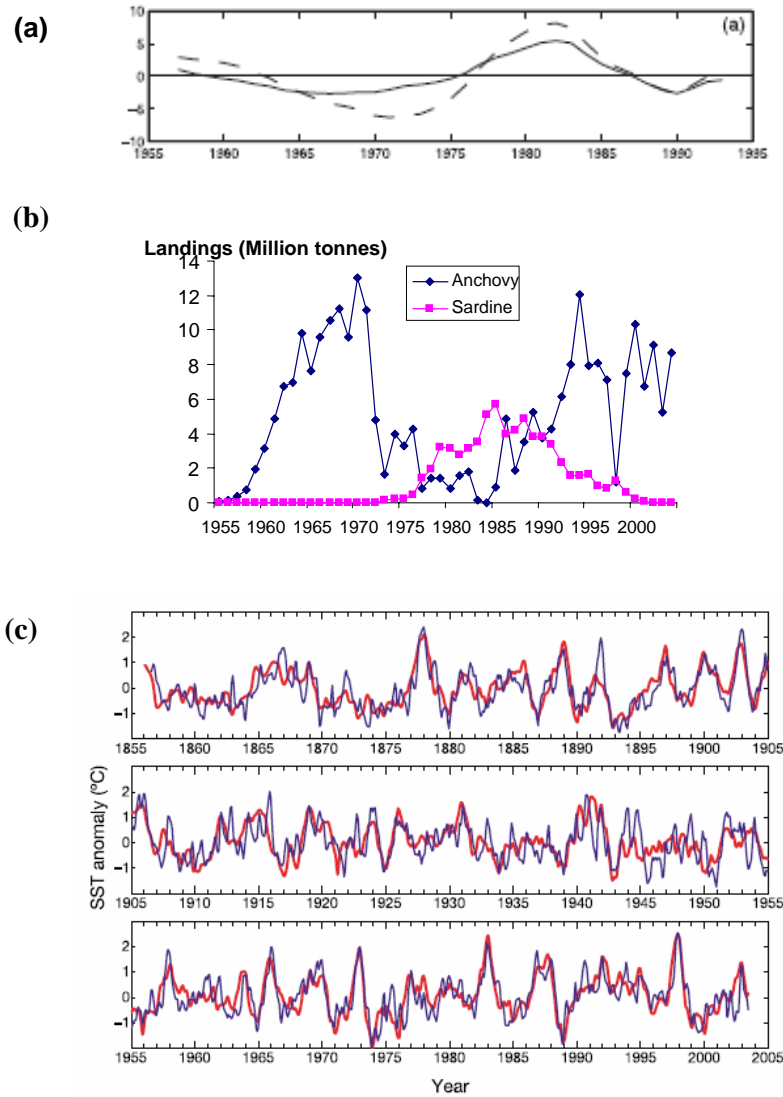 (a)
(a)
10
5
0
−5
−10
1955 1960 1965 1970 1975 1980 1985 1990 1995
(b)
Landings (Million tonnes)
14
12
10
8
6
4
2
0
Anchovy
Sardine
1955 1960 1965 1970 1975 1980 1985 1990 1995 2000
(c)
SST anomaly (ºC)
2
1
0
−1
1855 1860 1865 1870 1875 1880 1885 1890 1895 1900 1905
2
1
0
−1
1905 1910 1915 1920 1925 1930 1935 1940 1945 1950 1955
2
1
0
−1
1955 1960 1965 1970 1975 1980 1985 1990 1995 2000 2005
Year